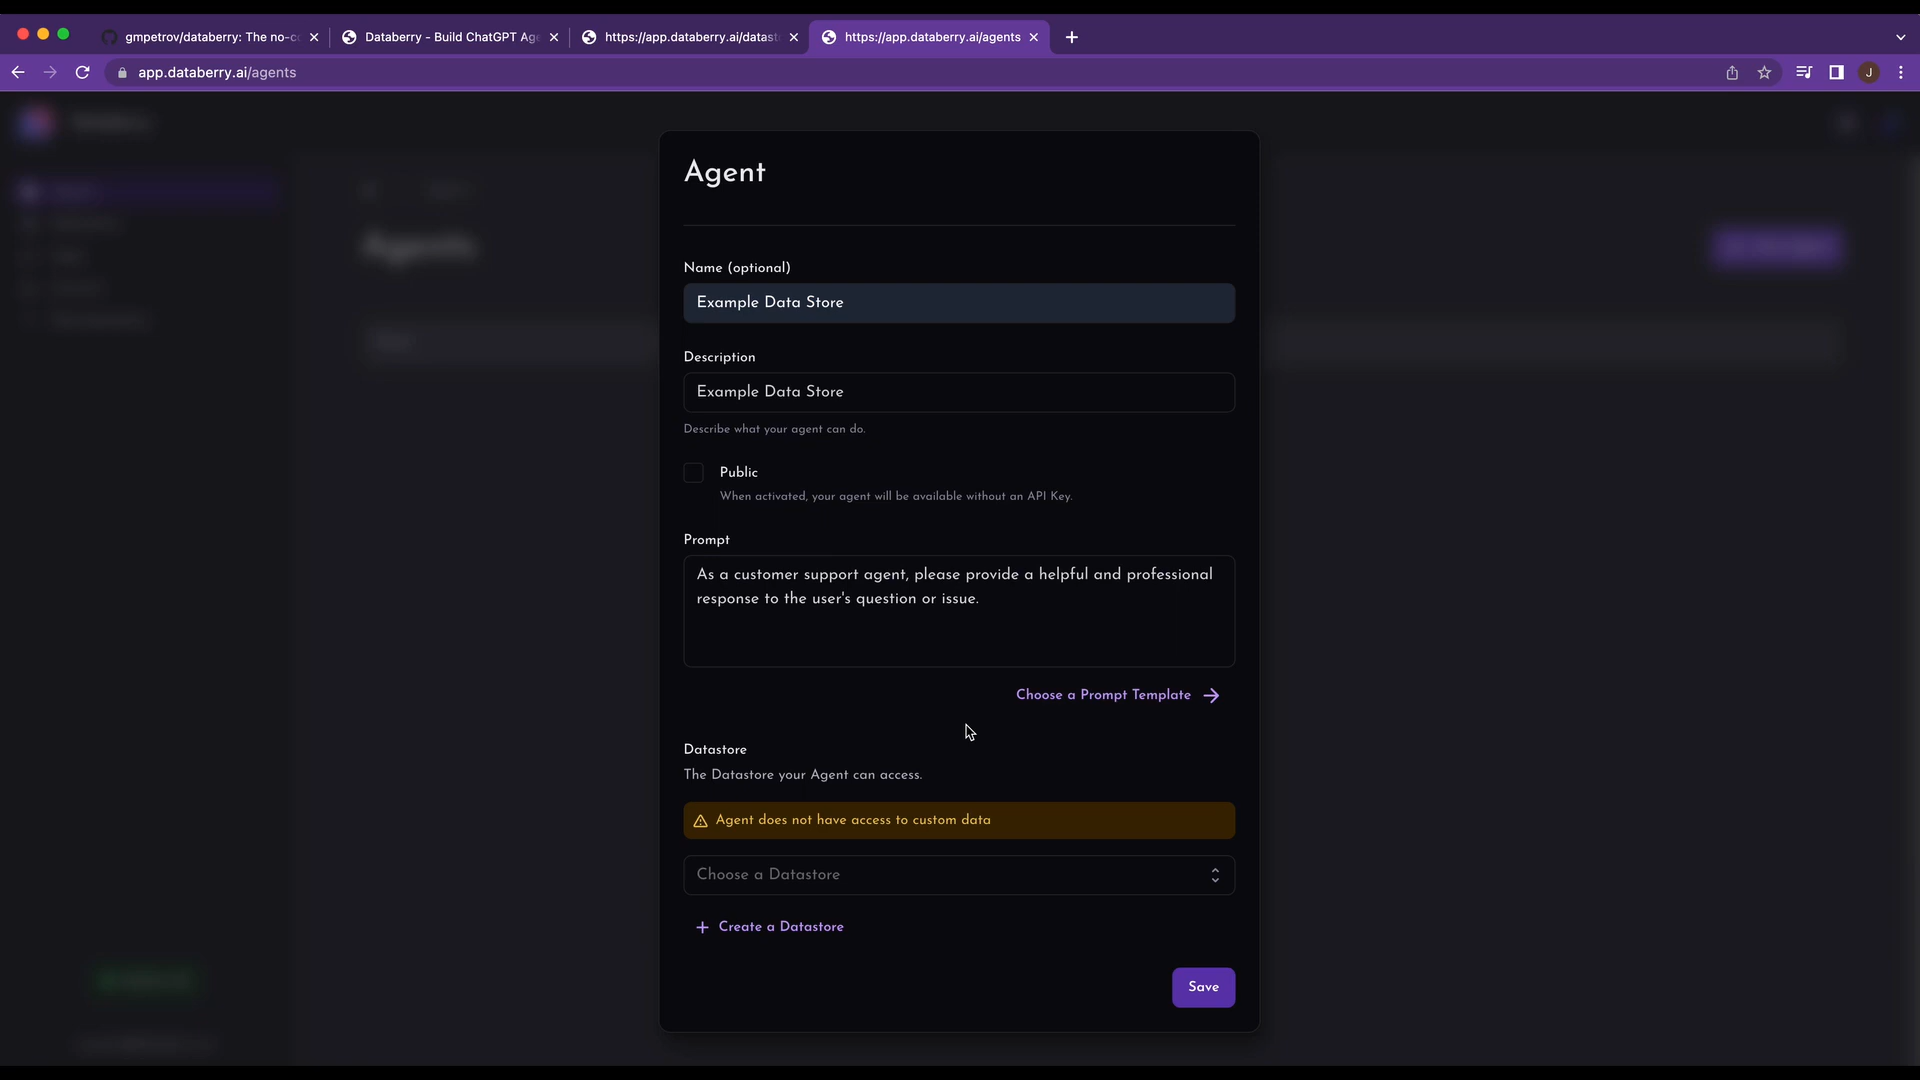 gmpetrov/databerry: The no-c
Databerry - Build ChatGPT Age
https://app.databerry.ai/datast
https://app.databerry.ai/agents
app.databerry.ai/agents
J
Agents
Agent
Name (optional)
Example Data Store
Description
Example Data Store
Describe what your agent can do.
Public
When activated, your agent will be available without an API Key.
Prompt
As a customer support agent, please provide a helpful and professional
response to the user's question or issue.
Choose a Prompt Template
Datastore
The Datastore your Agent can access.
Agent does not have access to custom data
Choose a Datastore
Create a Datastore
Save